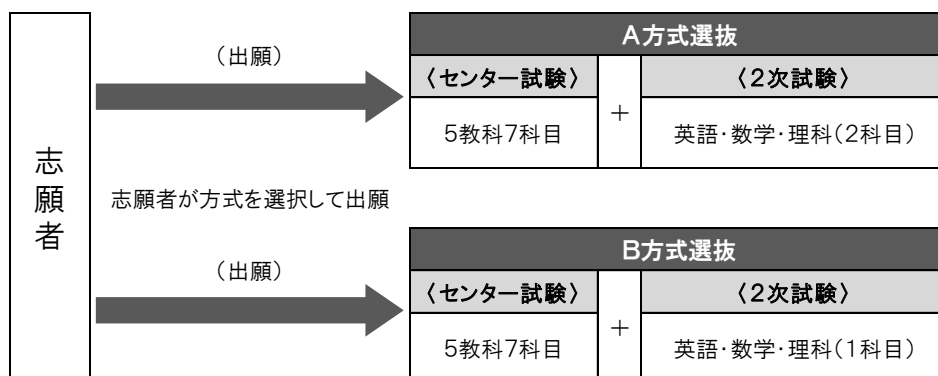 志願者
(出願)
A方式選抜
〈センター試験〉
+
〈2次試験〉
5教科7科目
英語・数学・理科(2科目)
志願者が方式を選択して出願
(出願)
B方式選抜
〈センター試験〉
+
〈2次試験〉
5教科7科目
英語・数学・理科(1科目)